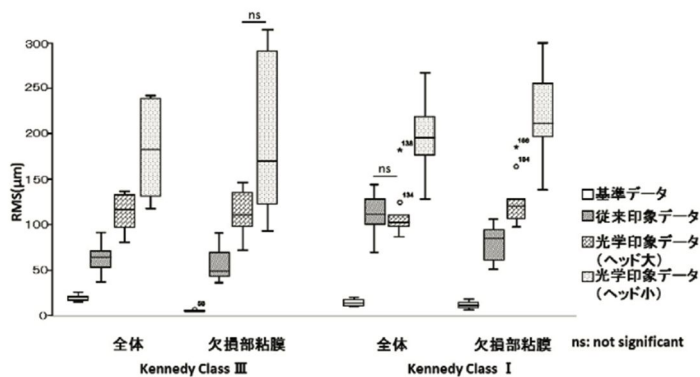 ns
300
250
200
150
100
50
0
RMS(μm)
138
ns
134
186
184
50
基準データ
従来印象データ
光学印象データ
(ヘッド大)
光学印象データ
(ヘッド小)
全体
欠損部粘膜
全体
欠損部粘膜
ns: not significant
Kennedy Class Ⅲ
Kennedy Class Ⅰ